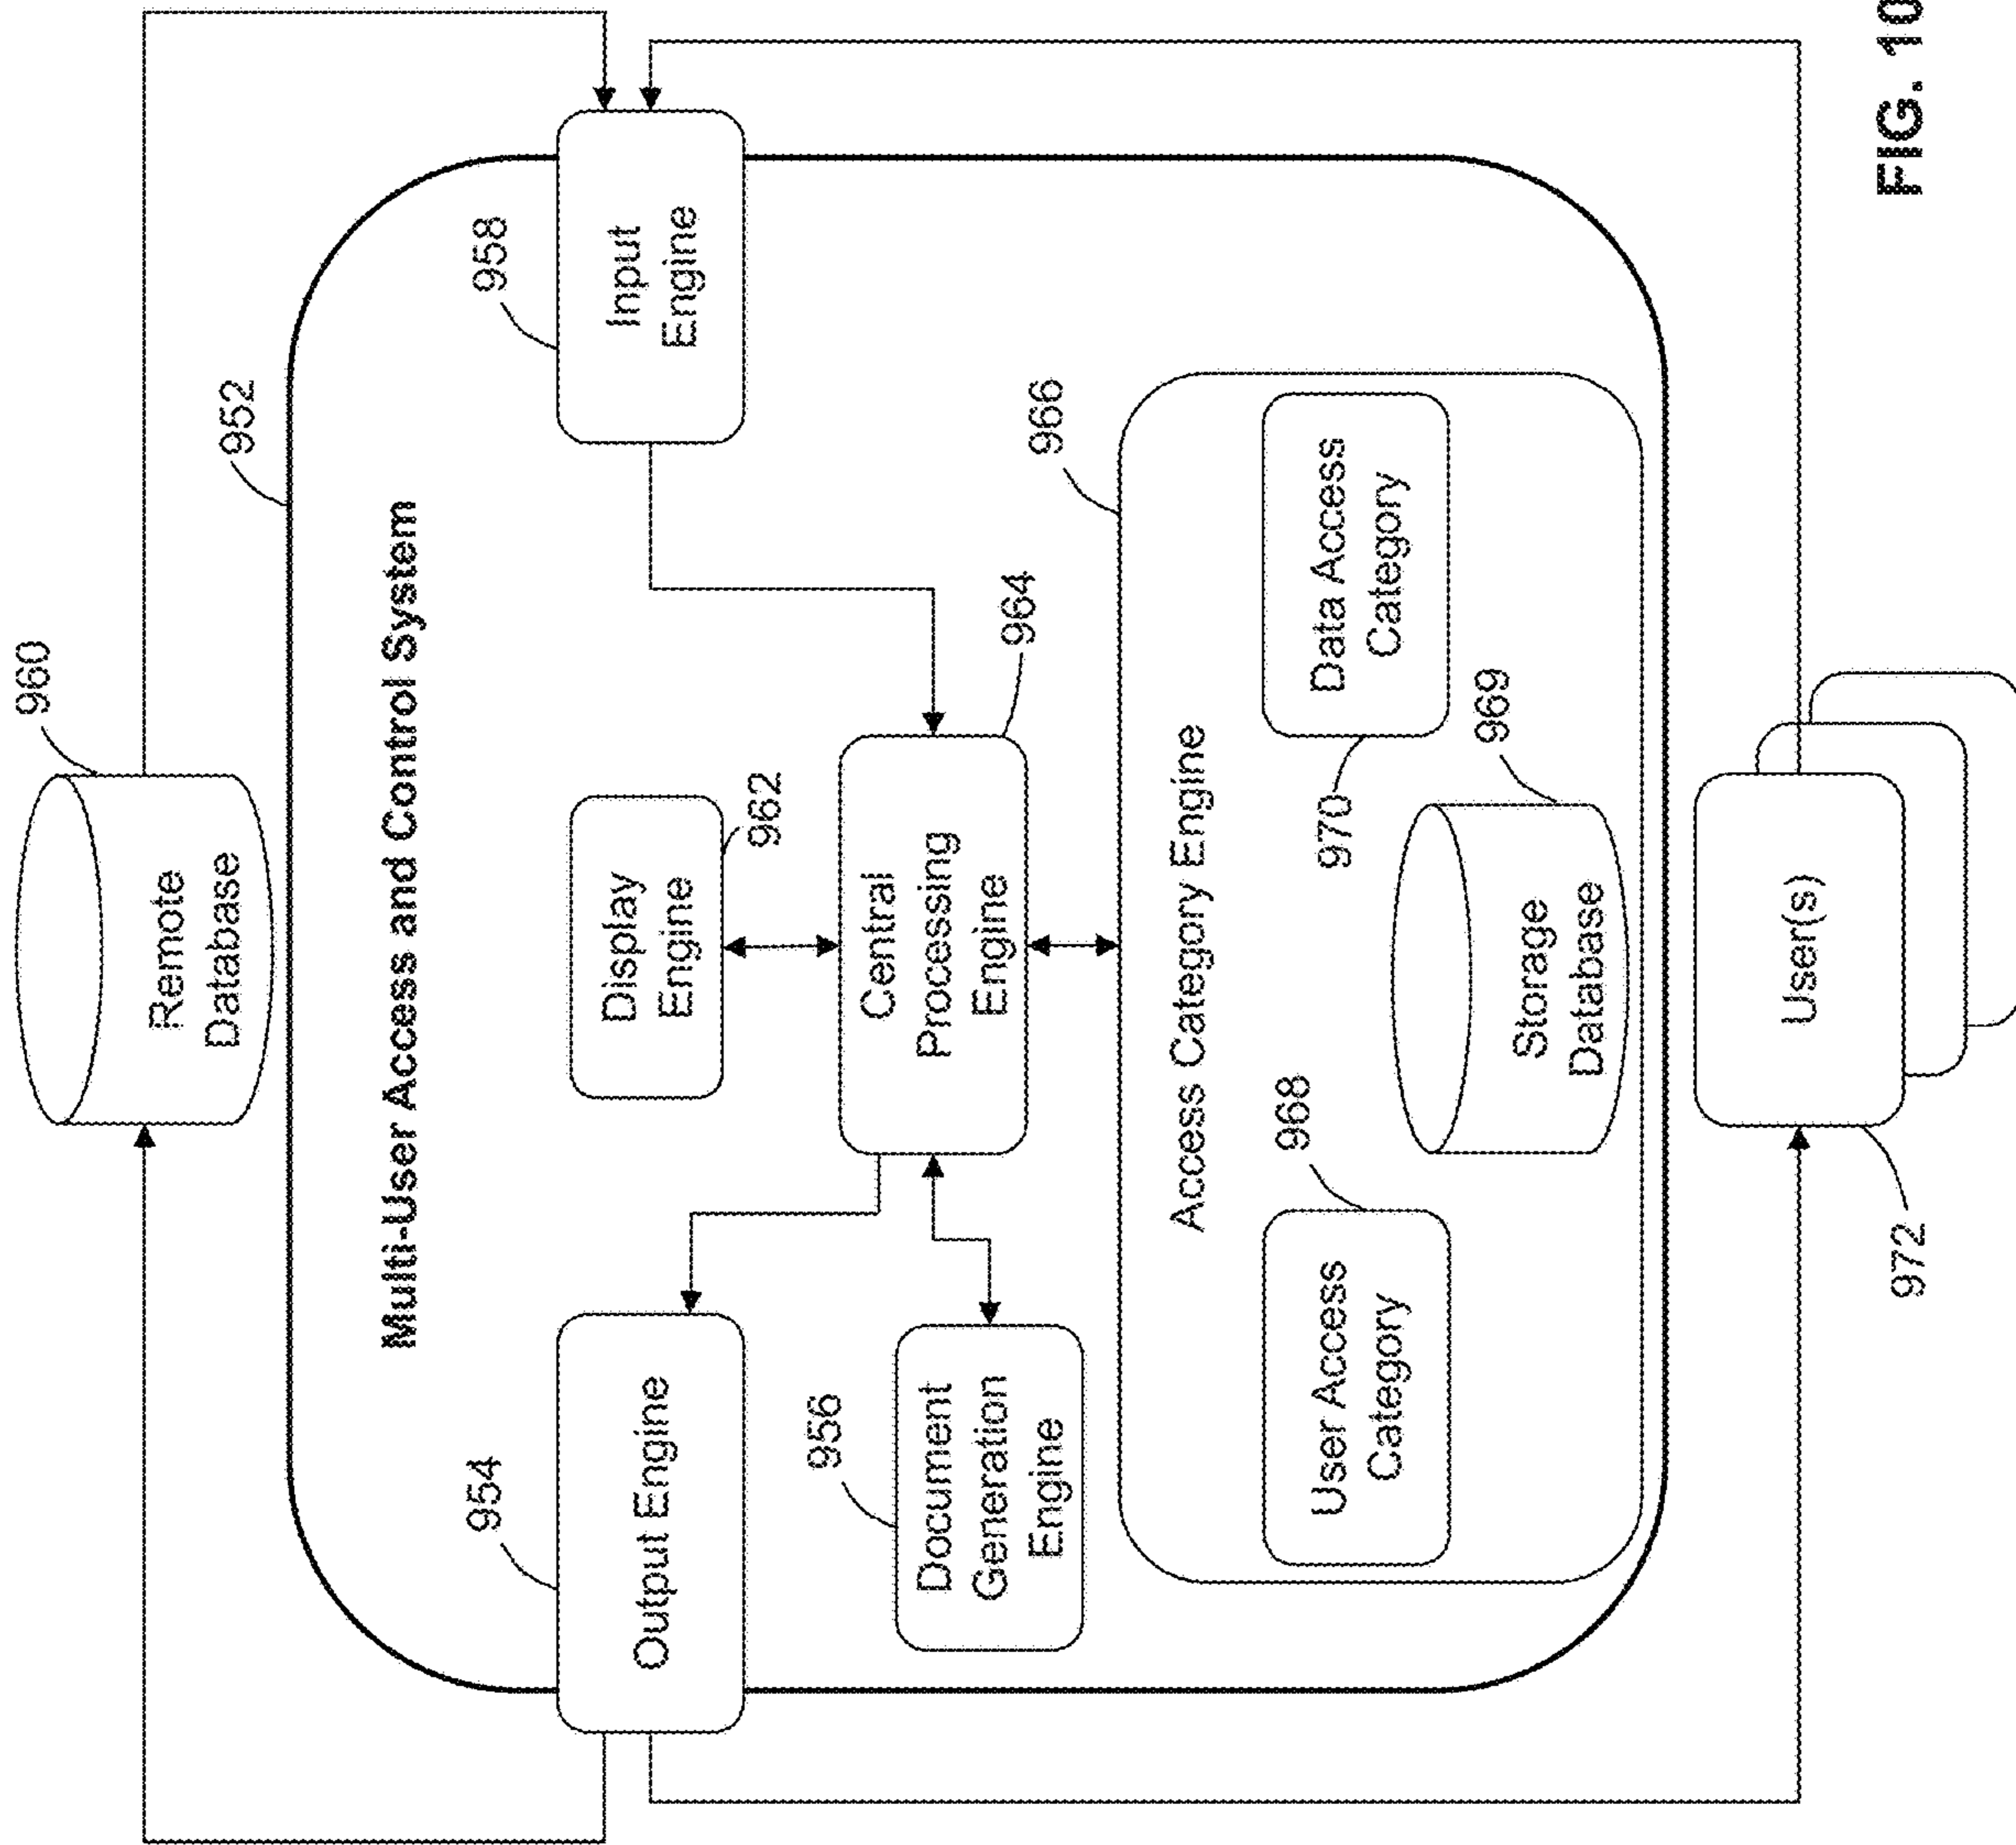 960
Remote
Database
952
Multi-User Access and Control System
954
Output Engine
Display
Engine
962
958
Input
Engine
956
Document
Generation
Engine
Central
Processing
Engine
964
966
Access Category Engine
968
User Access
Category
970
Data Access
Category
969
Storage
Database
972
User(s)
FIG. 10